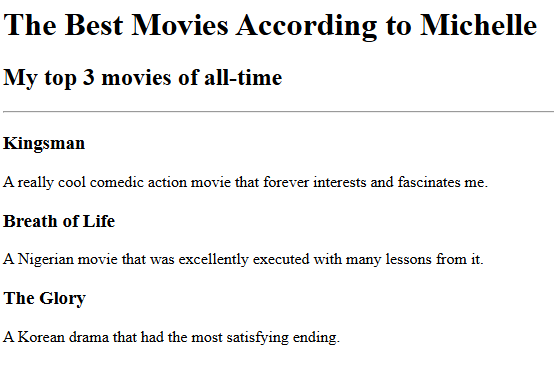 The Best Movies According to Michelle
My top 3 movies of all-time
Kingsman
A really cool comedic action movie that forever interests and fascinates me.
Breath of Life
A Nigerian movie that was excellently executed with many lessons from it.
The Glory
A Korean drama that had the most satisfying ending.